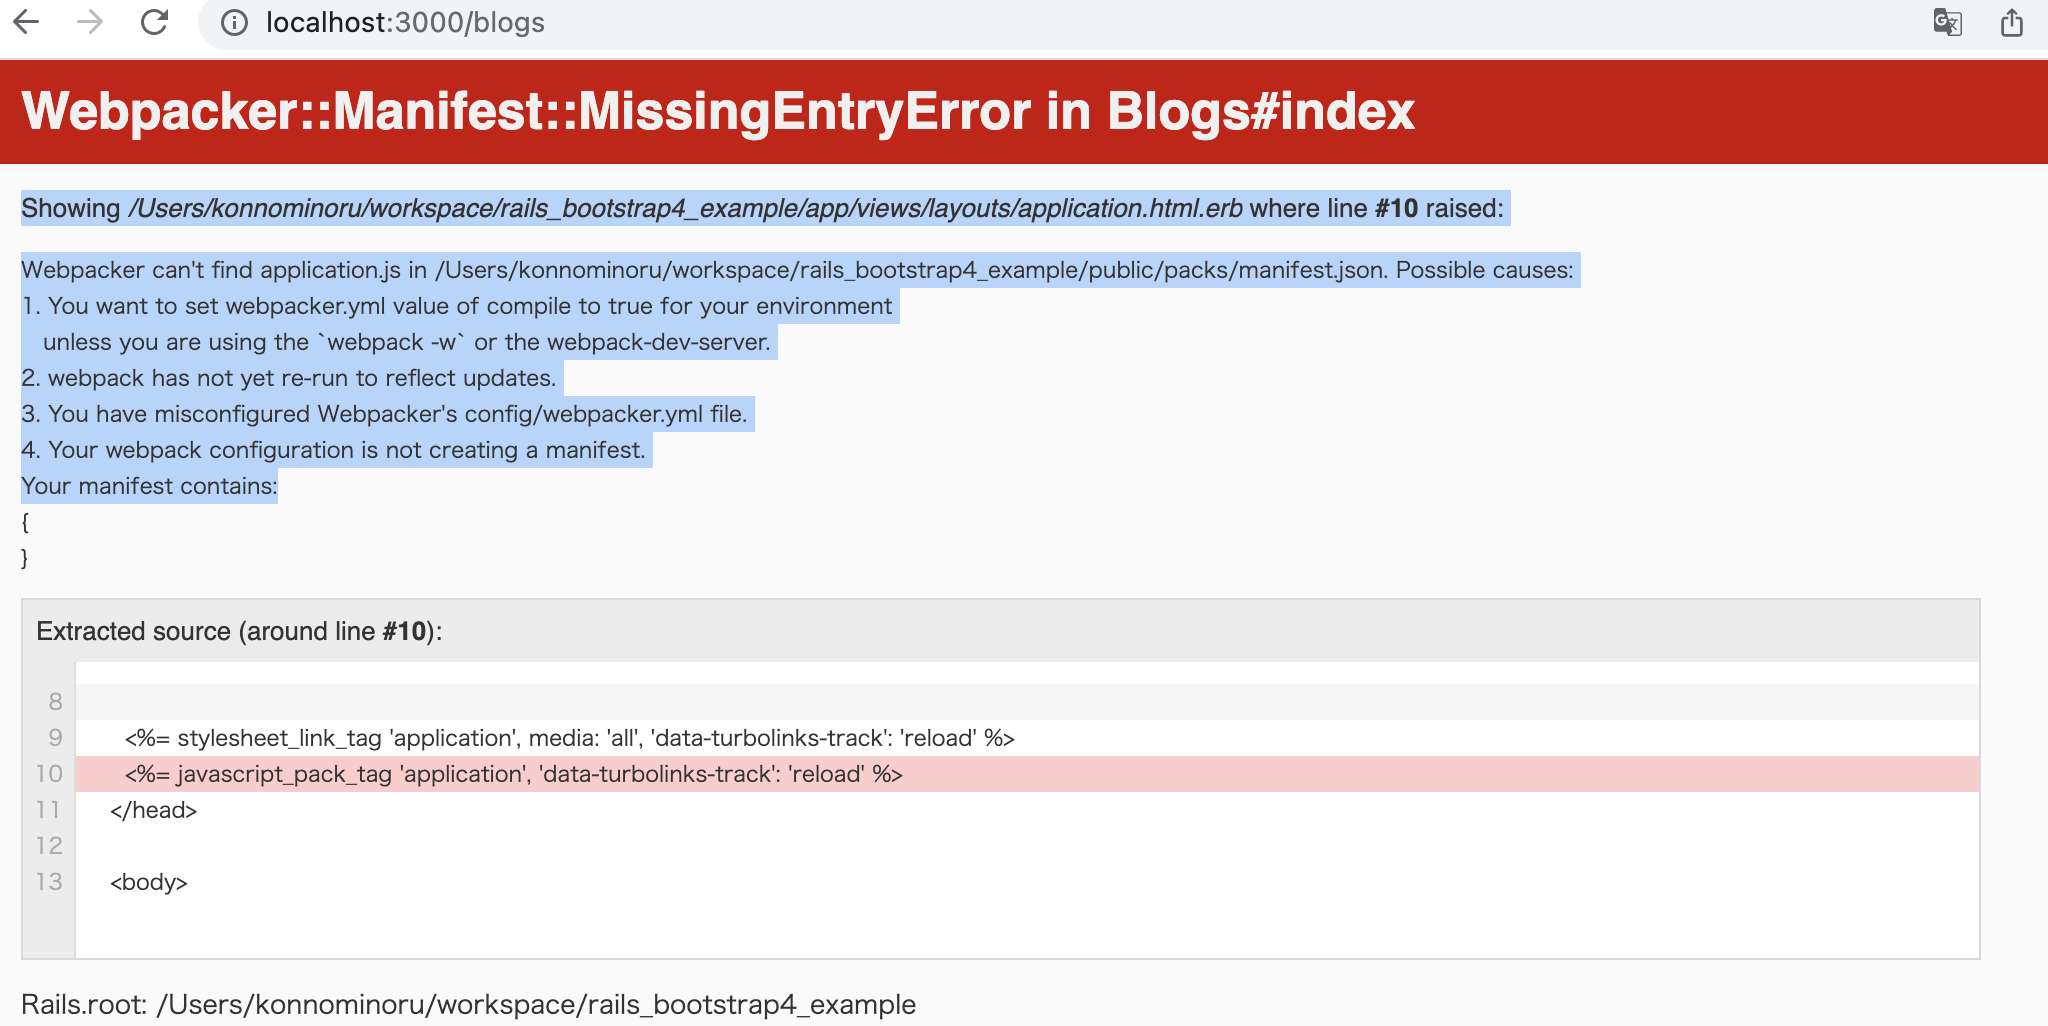 localhost:3000/blogs
Webpacker::Manifest::MissingEntryError in Blogs#index
Showing /Users/konnominoru/workspace/rails_bootstrap4_example/app/views/layouts/application.html.erb where line #10 raised:
Webpacker can't find application.js in /Users/konnominoru/workspace/rails_bootstrap4_example/public/packs/manifest.json. Possible causes:
1. You want to set webpacker.yml value of compile to true for your environment
unless you are using the `webpack -w` or the webpack-dev-server.
2. webpack has not yet re-run to reflect updates.
3. You have misconfigured Webpacker's config/webpacker.yml file.
4. Your webpack configuration is not creating a manifest.
Your manifest contains:
{
}
Extracted source (around line #10):
8
9 <%= stylesheet_link_tag 'application', media: 'all', 'data-turbolinks-track': 'reload' %>
10 <%= javascript_pack_tag 'application', 'data-turbolinks-track': 'reload' %>
11 </head>
12
13 <body>
Rails.root: /Users/konnominoru/workspace/rails_bootstrap4_example